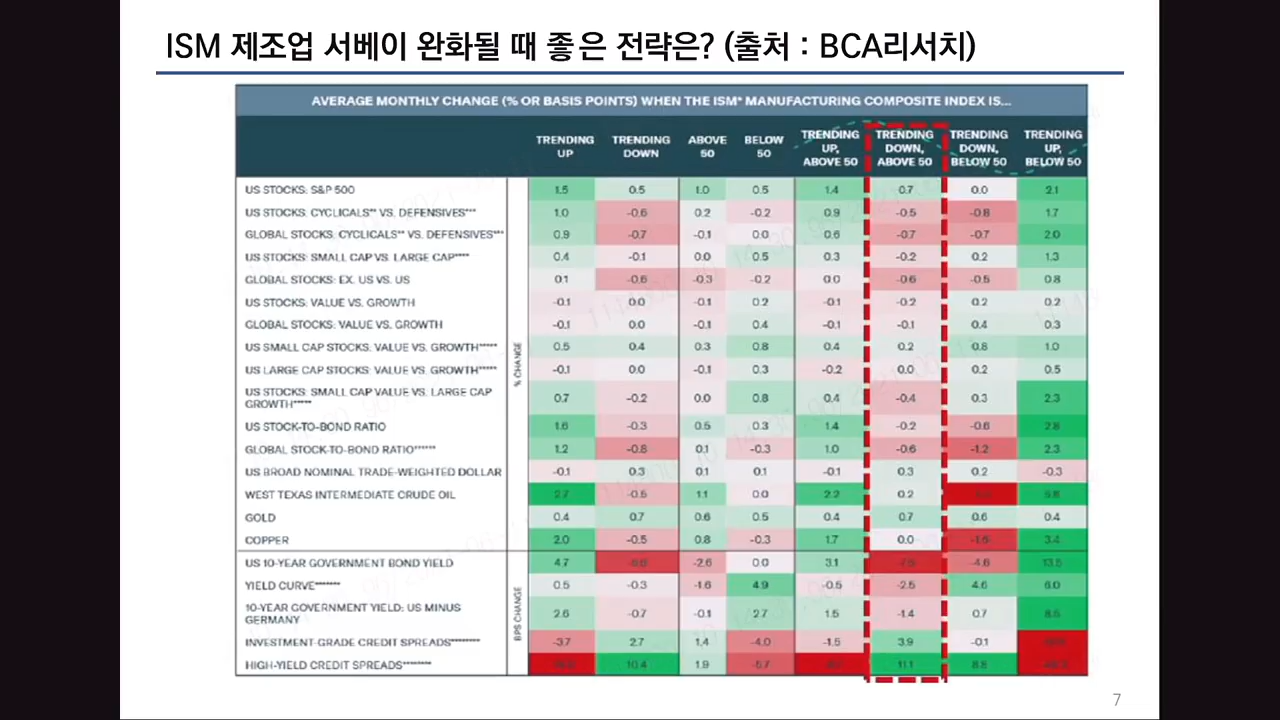 ISM 제조업 서베이 완화될 때 좋은 전략은? (출처 : BCA리서치)
AVERAGE MONTHLY CHANGE (% OR BASIS POINTS) WHEN THE ISM* MANUFACTURING COMPOSITE INDEX IS...
TRENDING UP TRENDING DOWN ABOVE 50 BELOW 50 TRENDING UP, ABOVE 50 TRENDING DOWN, ABOVE 50 TRENDING DOWN, BELOW 50 TRENDING UP, BELOW 50
% CHANGE
US STOCKS: S&P 500 1.5 0.5 1.0 0.5 1.4 0.7 0.0 2.1
US STOCKS: CYCLICALS** VS. DEFENSIVES*** 1.0 -0.6 0.2 -0.2 0.9 -0.5 -0.8 1.7
GLOBAL STOCKS: CYCLICALS** VS. DEFENSIVES*** 0.9 -0.7 -0.1 0.0 0.6 -0.7 -0.7 2.0
US STOCKS: SMALL CAP VS. LARGE CAP**** 0.4 -0.1 0.0 0.5 0.3 -0.2 0.2 1.3
GLOBAL STOCKS: EX. US VS. US 0.1 -0.6 -0.3 -0.2 0.0 -0.6 -0.5 0.8
US STOCKS: VALUE VS. GROWTH -0.1 0.0 -0.1 0.2 -0.1 -0.2 0.2 0.2
GLOBAL STOCKS: VALUE VS. GROWTH -0.1 0.0 -0.1 0.4 -0.1 -0.1 0.4 0.3
US SMALL CAP STOCKS: VALUE VS. GROWTH***** 0.5 0.4 0.3 0.8 0.4 0.2 0.8 1.0
US LARGE CAP STOCKS: VALUE VS. GROWTH***** -0.1 0.0 -0.1 0.3 -0.2 0.0 0.2 0.5
US STOCKS: SMALL CAP VALUE VS. LARGE CAP
GROWTH***** 0.7 -0.2 0.0 0.8 0.4 -0.4 0.3 2.3
US STOCK-TO-BOND RATIO 1.6 -0.3 0.5 0.3 1.4 -0.2 -0.6 2.8
GLOBAL STOCK-TO-BOND RATIO****** 1.2 -0.8 0.1 -0.3 1.0 -0.6 -1.2 2.3
US BROAD NOMINAL TRADE-WEIGHTED DOLLAR -0.1 0.3 0.1 0.1 -0.1 0.3 0.2 -0.3
WEST TEXAS INTERMEDIATE CRUDE OIL 2.7 -0.5 1.1 0.0 2.2 0.2 5.8
GOLD 0.4 0.7 0.6 0.5 0.4 0.7 0.6 0.4
COPPER 2.0 -0.5 0.8 -0.3 1.7 0.0 -1.6 3.4
BPS CHANGE
US 10-YEAR GOVERNMENT BOND YIELD 4.7 -2.6 0.0 3.1 -4.6 13.5
YIELD CURVE******* 0.5 -0.3 -1.6 4.9 -0.5 -2.5 4.6 6.0
10-YEAR GOVERNMENT YIELD: US MINUS
GERMANY 2.6 -0.7 -0.1 2.7 1.5 -1.4 0.7 8.5
INVESTMENT-GRADE CREDIT SPREADS******** -3.7 2.7 1.4 -4.0 -1.5 3.9 -0.1
HIGH-YIELD CREDIT SPREADS******** 10.4 1.9 -5.7 11.1 8.8
7